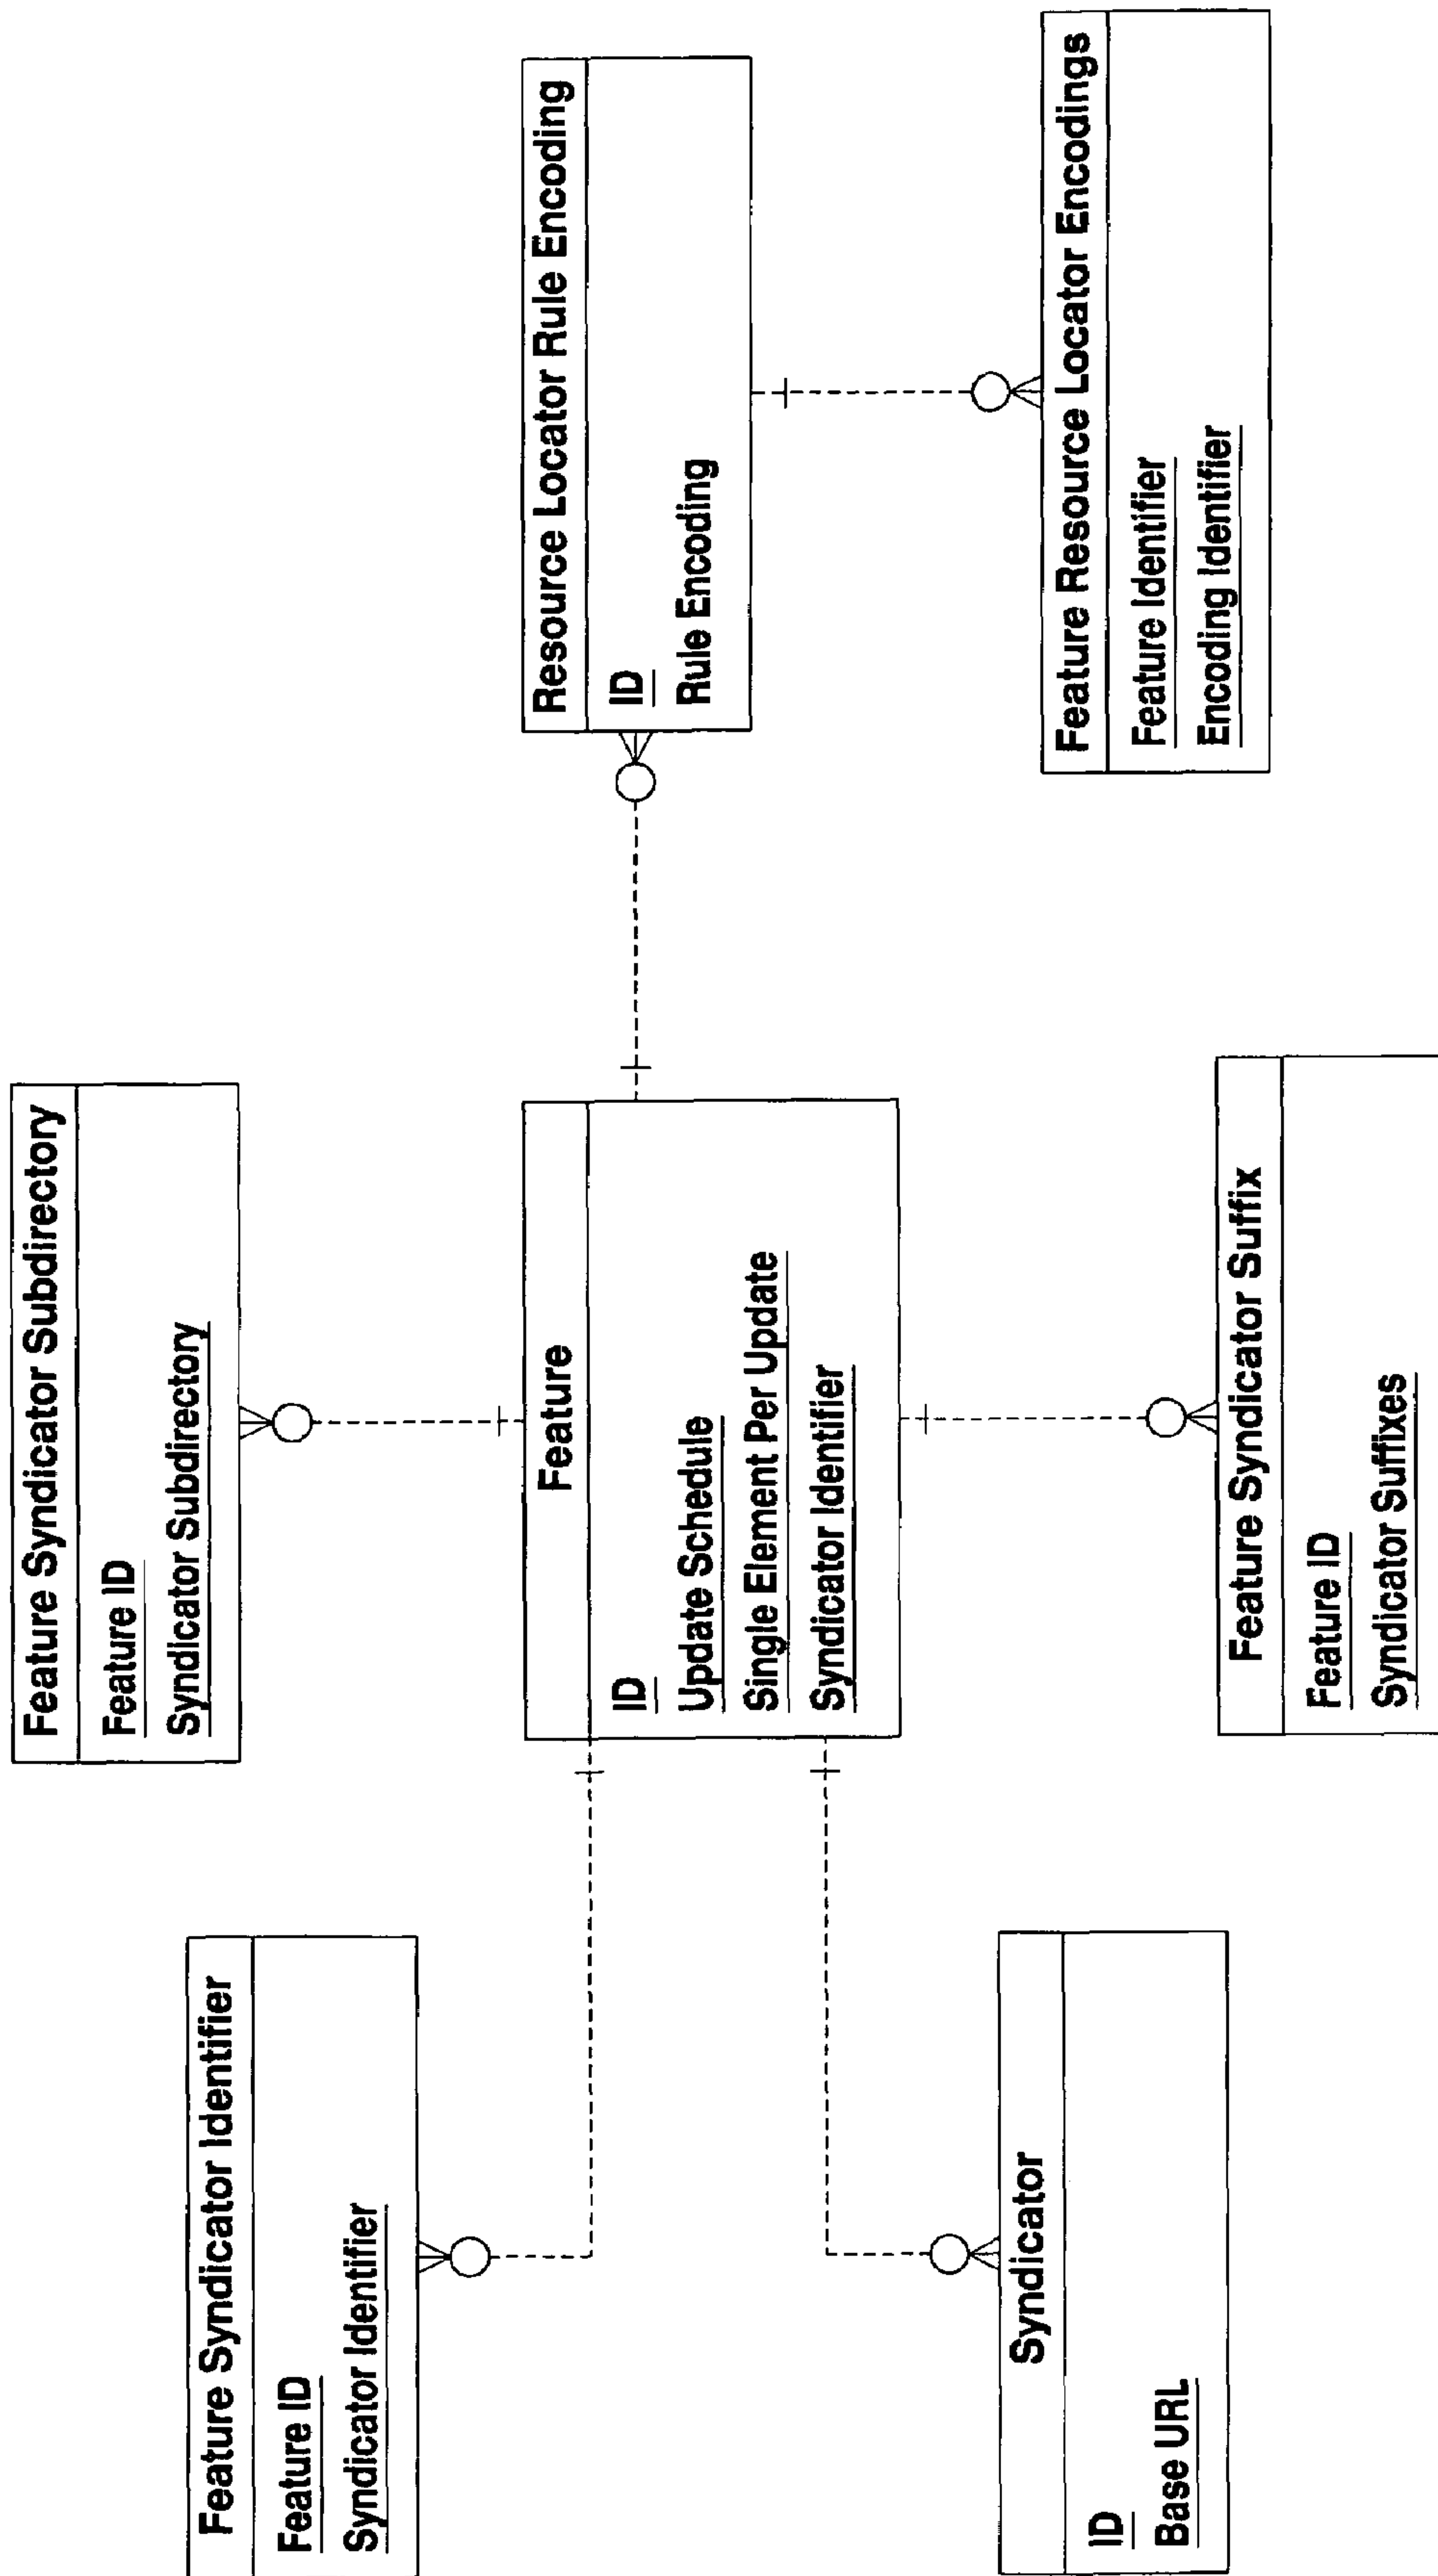 Feature Syndicator Identifier
Feature ID
Syndicator Identifier
Syndicator
ID
Base URL
Feature Syndicator Subdirectory
Feature ID
Syndicator Subdirectory
Feature
ID
Update Schedule
Single Element Per Update
Syndicator Identifier
Feature Syndicator Suffix
Feature ID
Syndicator Suffixes
Resource Locator Rule Encoding
ID
Rule Encoding
Feature Resource Locator Encodings
Feature Identifier
Encoding Identifier